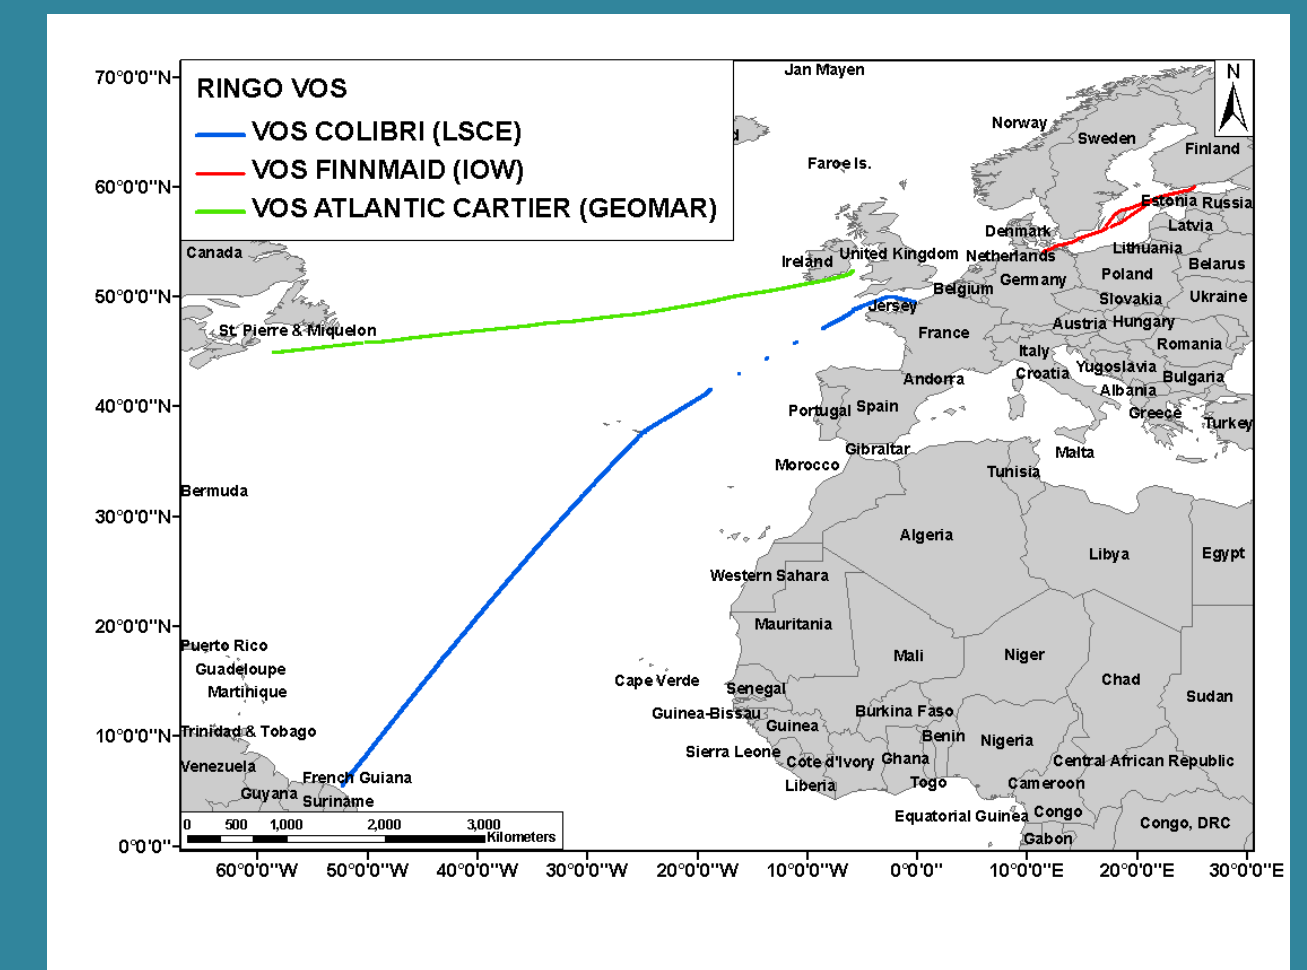 RINGO VOS
VOS COLIBRI (LSCE)
VOS FINNMAID (IOW)
VOS ATLANTIC CARTIER (GEOMAR)
N
70°0'0"N
60°0'0"N
50°0'0"N
40°0'0"N
30°0'0"N
20°0'0"N
10°0'0"N
0°0'0"
Jan Mayen
Norway
Sweden
Finland
Faroe Is.
Estonia
Russia
Latvia
Denmark
Lithuania
Canada
Ireland
United Kingdom
Netherlands
Belarus
Germany
Poland
Belgium
Slovakia
Ukraine
Jersey
St. Pierre & Miquelon
France
Austria
Hungary
Romania
Italy
Croatia
Yugoslavia
Bulgaria
Andorra
Albania
Portugal
Spain
Greece
Turkey
Gibraltar
Malta
Morocco
Tunisia
Bermuda
Algeria
Libya
Egypt
Western Sahara
Mauritania
Puerto Rico
Mali
Niger
Guadeloupe
Cape Verde
Senegal
Chad
Martinique
Sudan
Guinea-Bissau
Guinea
Burkina Faso
Trinidad & Tobago
Benin
Nigeria
Sierra Leone
Cote d'Ivory
Ghana
Central African Republic
Venezuela
French Guiana
Liberia
Togo
Cameroon
Guyana
Suriname
Equatorial Guinea
Congo
Congo, DRC
Gabon
0 500 1,000 2,000 3,000
Kilometers
60°0'0"W 50°0'0"W 40°0'0"W 30°0'0"W 20°0'0"W 10°0'0"W 0°0'0" 10°0'0"E 20°0'0"E 30°0'0"E